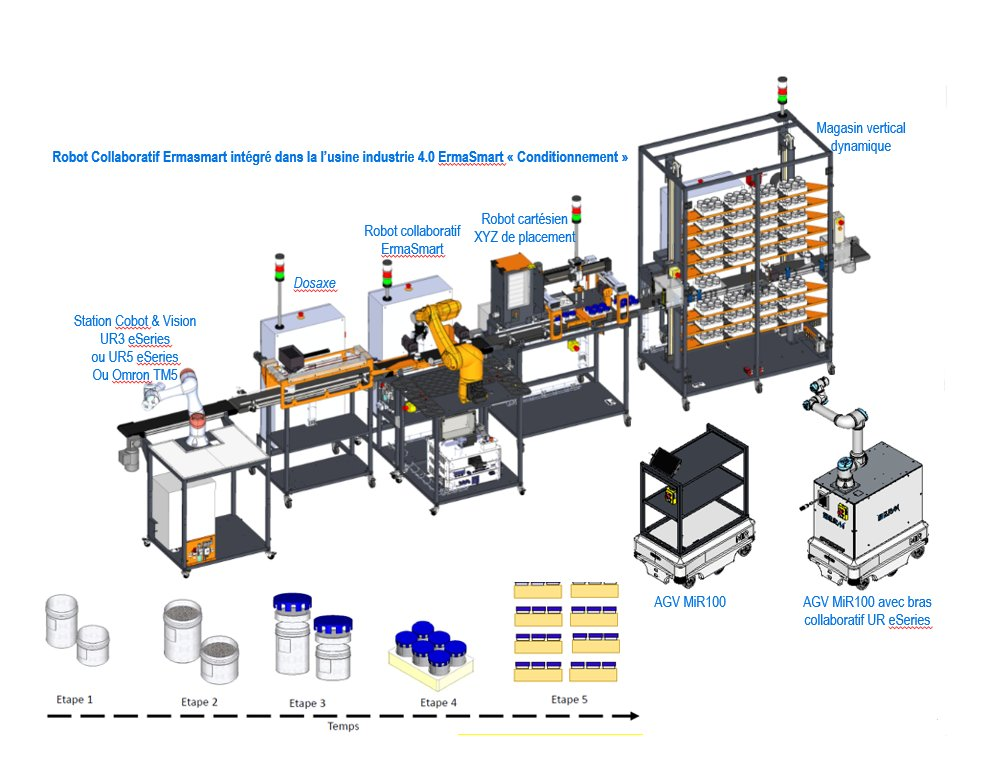 Magasin vertical
dynamique
Robot Collaboratif Ermasmart intégré dans la l'usine industrie 4.0 ErmaSmart « Conditionnement »
Robot cartésien
XYZ de placement
Robot collaboratif
ErmaSmart
Dosaxe
Station Cobot & Vision
UR3 eSeries
ou UR5 eSeries
Ou Omron TM5
AGV MiR100
AGV MiR100 avec bras
collaboratif UR eSeries
Etape 1
Etape 2
Etape 3
Etape 4
Etape 5
Temps